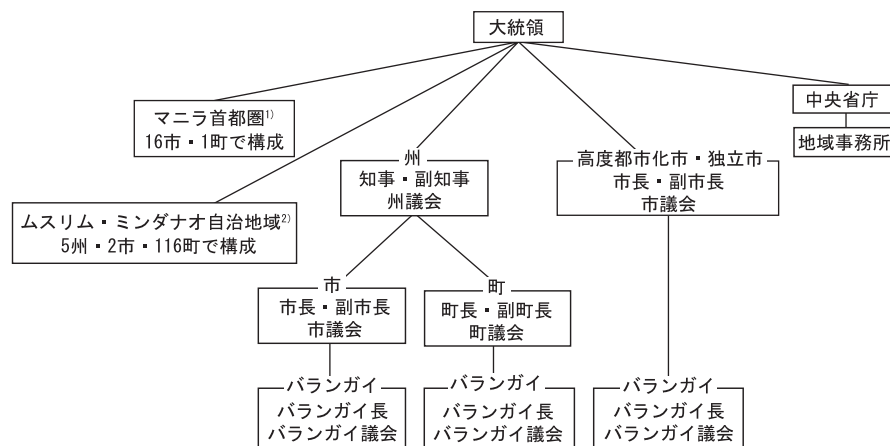 大統領
マニラ首都圏1)
16市・1町で構成
中央省庁
地域事務所
州
知事・副知事
州議会
高度都市化市・独立市
市長・副市長
市議会
ムスリム・ミンダナオ自治地域2)
5州・2市・116町で構成
市
市長・副市長
市議会
町
町長・副町長
町議会
バランガイ
バランガイ長
バランガイ議会
バランガイ
バランガイ長
バランガイ議会
バランガイ
バランガイ長
バランガイ議会